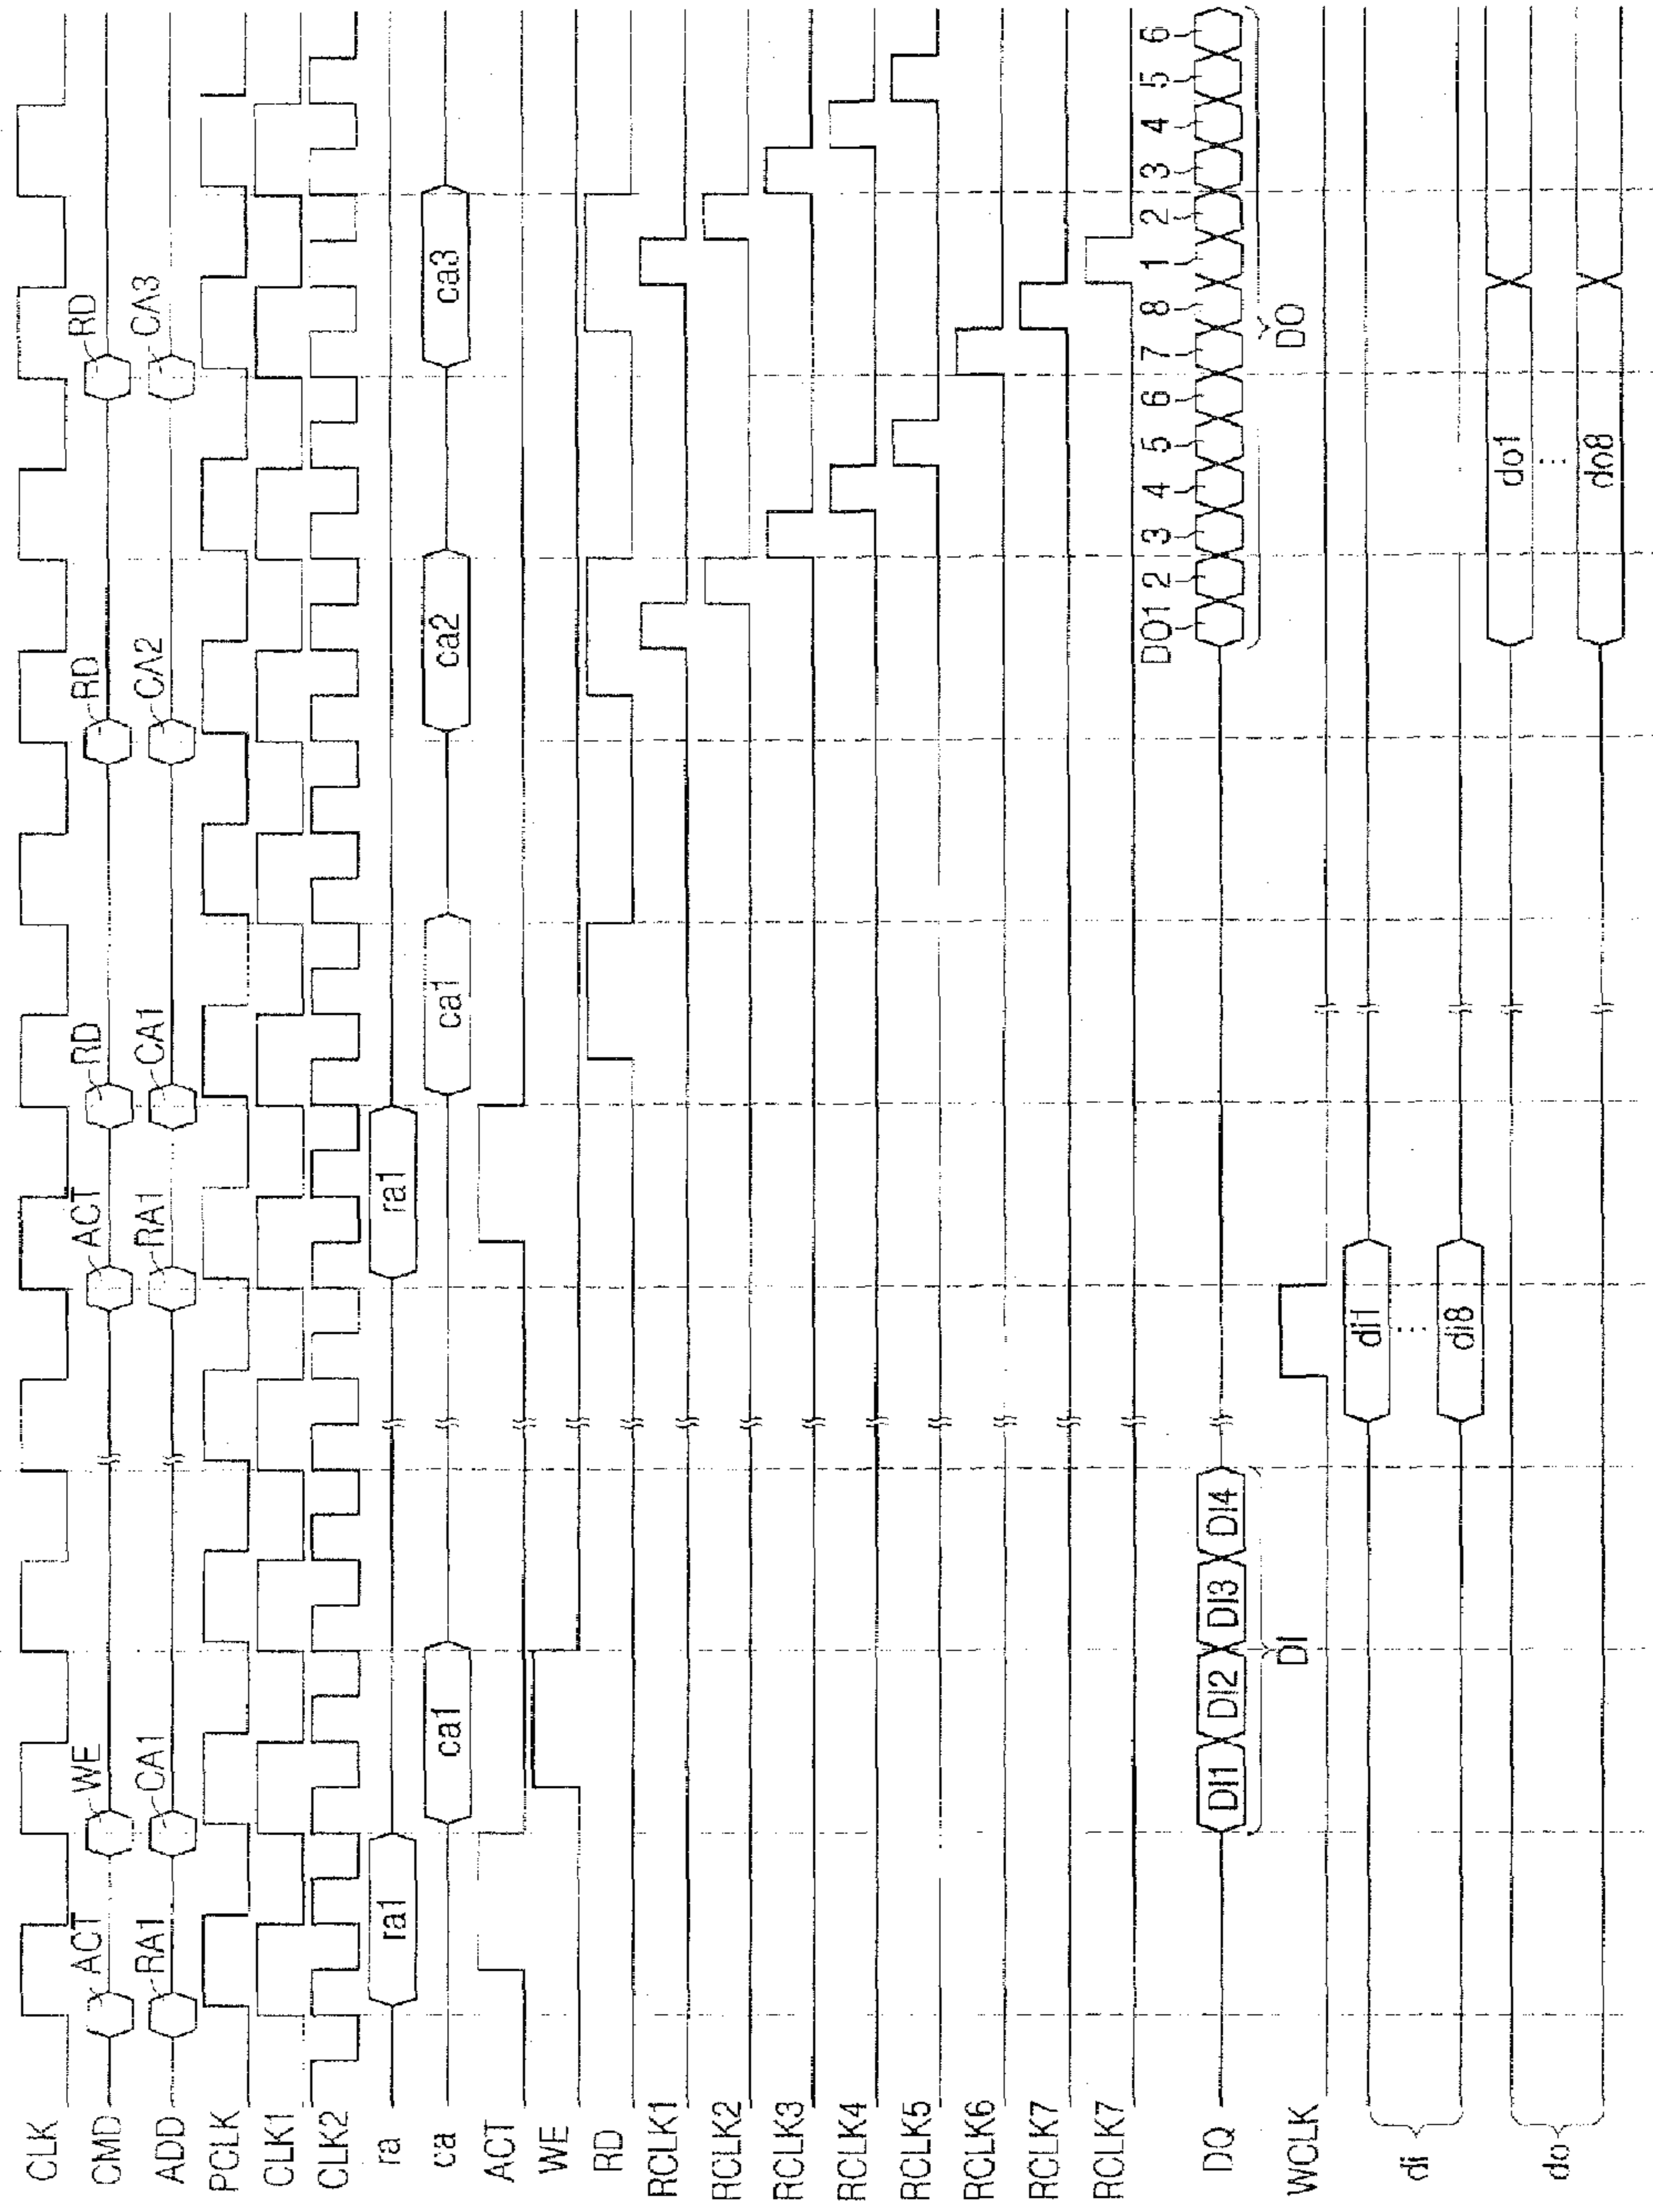 CLK
CMD ACT WE ACT RD RD RD
ADD RA1 CA1 RA1 CA1 CA2 CA3
PCLK
CLK1
CLK2
ra ra1 ra1
ca ca1 ca1 ca2 ca3
ACT
WE
RD
RCLK1
RCLK2
RCLK3
RCLK4
RCLK5
RCLK6
RCLK7
RCLK7
DO1 2 3 4 5 6 7 8 1 2 3 4 5 6
DQ DI1 DI2 DI3 DI4
DI DO
WCLK
di1
di ⋮
di8
do1
do ⋮
do8